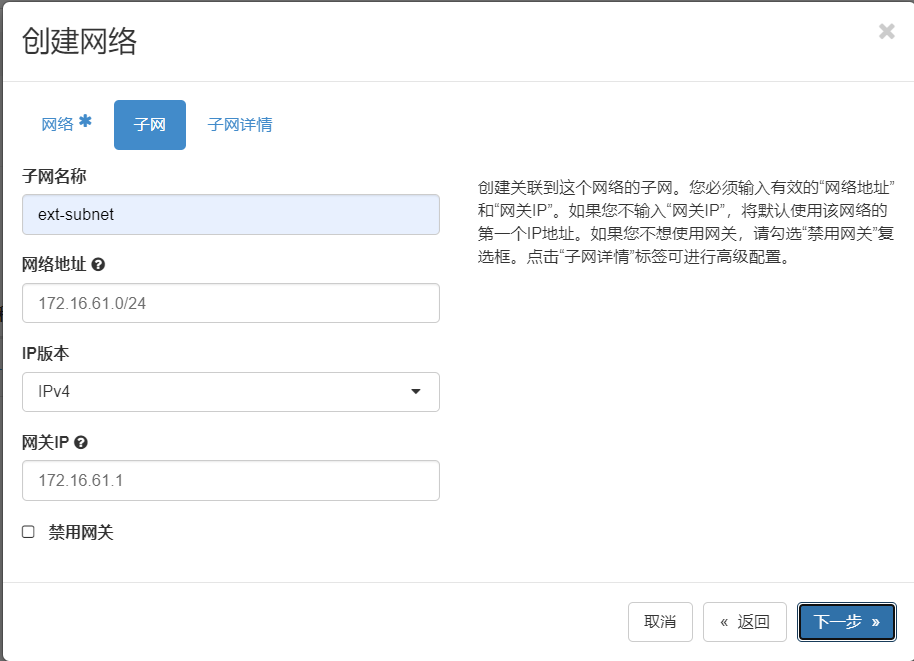 创建网络
×
网络 * 子网 子网详情
子网名称
ext-subnet
网络地址
172.16.61.0/24
IP版本
IPv4
网关IP
172.16.61.1
禁用网关
创建关联到这个网络的子网。您必须输入有效的“网络地址”
和“网关IP”。如果您不输入“网关IP”，将默认使用该网络的
第一个IP地址。如果您不想使用网关，请勾选“禁用网关”复
选框。点击“子网详情”标签可进行高级配置。
取消 « 返回 下一步 »